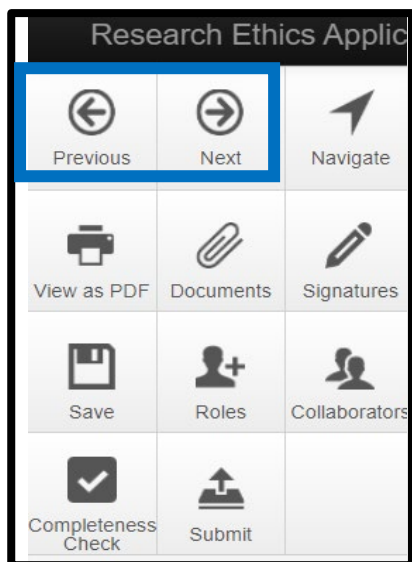 Research Ethics Applic
Previous Next Navigate
View as PDF Documents Signatures
Save Roles Collaborators
Completeness
Check Submit